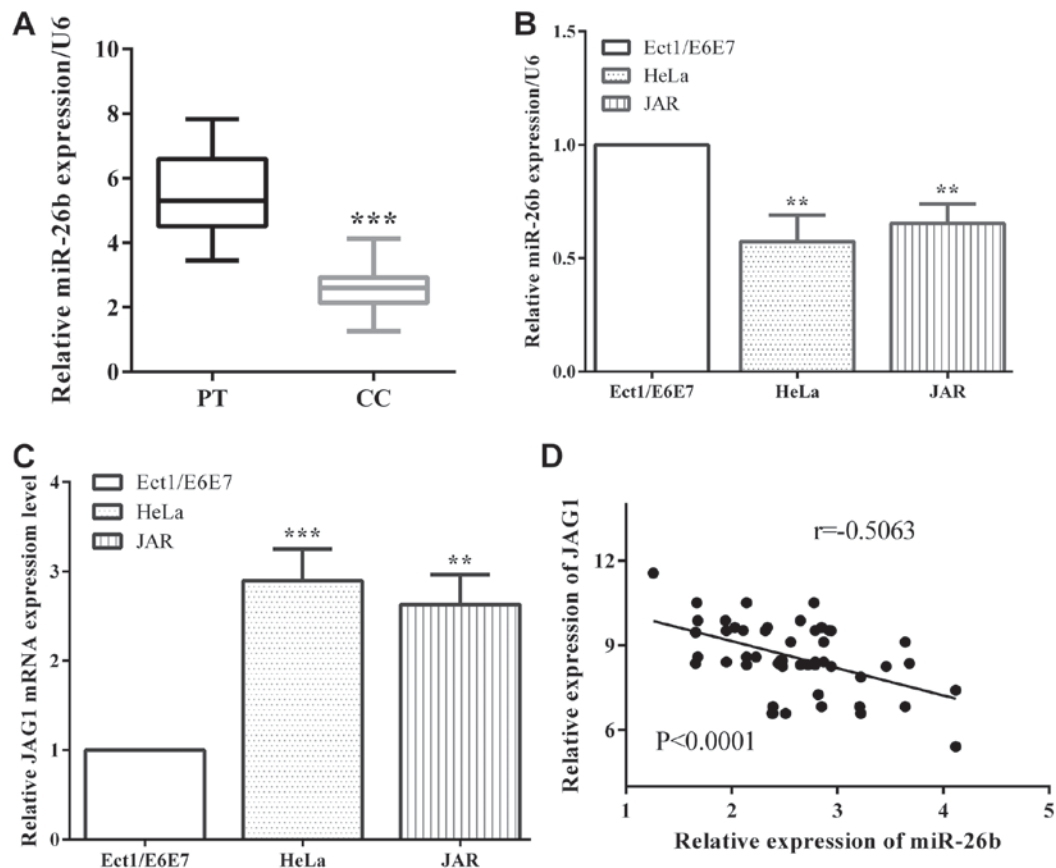 A
Relative miR-26b expression/U6
10
8
6
4
2
0
***
PT
CC
B
Relative miR-26b expression/U6
1.5
1.0
0.5
0.0
Ect1/E6E7
HeLa
JAR
**
**
Ect1/E6E7
HeLa
JAR
C
Relative JAG1 mRNA expressiom level
4
3
2
1
0
Ect1/E6E7
HeLa
JAR
***
**
Ect1/E6E7
HeLa
JAR
D
Relative expression of JAG1
12
9
6
r=-0.5063
P<0.0001
1
2
3
4
5
Relative expression of miR-26b